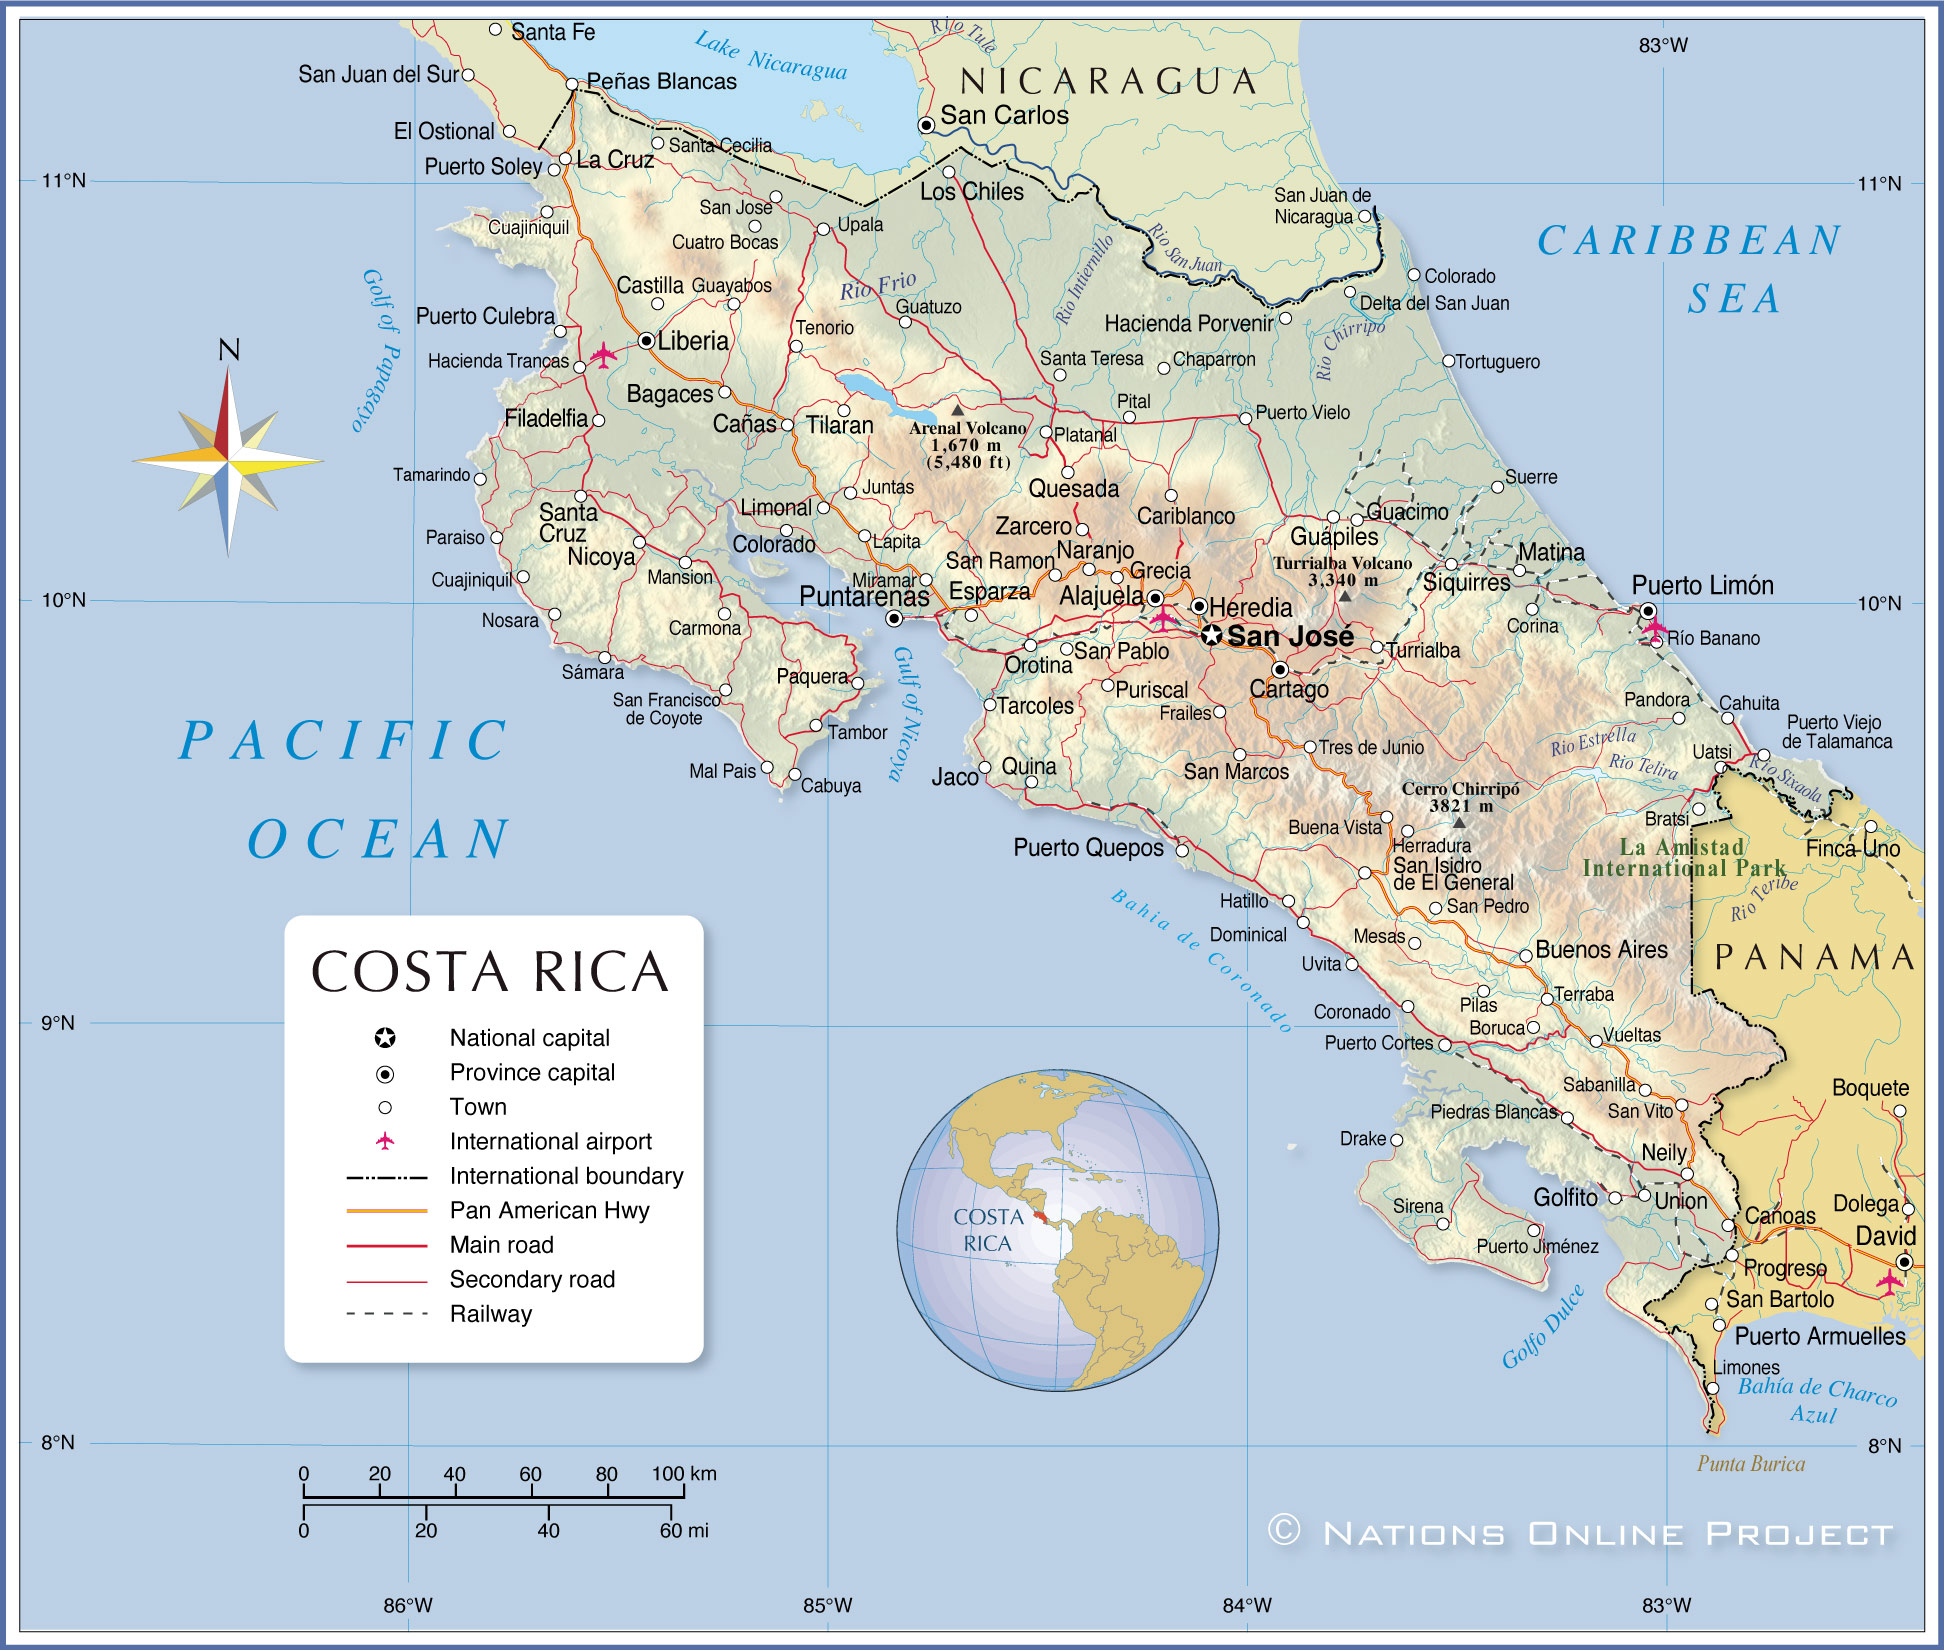 Santa Fe
Lake Nicaragua
Río Tule
83°W
San Juan del Sur
Peñas Blancas
NICARAGUA
San Carlos
El Ostional
Santa Cecilia
La Cruz
Puerto Soley
11°N
Los Chiles
11°N
San Jose
San Juan de
Nicaragua
Cuajiniquil
Upala
Cuatro Bocas
Rio San Juan
CARIBBEAN
SEA
Golf of Papagayo
Castilla
Guayabos
Rio Frio
Rio Intiernillo
Colorado
Delta del San Juan
Guatuzo
Puerto Culebra
Hacienda Porvenir
Rio Chirripó
Tenorio
N
Liberia
Hacienda Trancas
Santa Teresa
Chaparron
Tortuguero
Bagaces
Filadelfia
Cañas
Tilaran
Pital
Puerto Vielo
Arenal Volcano
1,670 m
(5,480 ft)
Platanal
Tamarindo
Quesada
Suerre
Juntas
Limonal
Santa
Cruz
Zarcero
Cariblanco
Guacimo
Guápiles
Paraiso
Colorado
Lapita
Nicoya
San Ramon
Naranjo
Matina
Turrialba Volcano
3,340 m
Cuajiniquil
Mansion
Miramar
Grecia
Siquirres
Puntarenas
Esparza
Alajuela
Heredia
Puerto Limón
10°N
10°N
Nosara
Carmona
San José
Corina
Río Banano
Sámara
Paquera
Orotina
San Pablo
Turrialba
Gulf of Nicoya
San Francisco
de Coyote
Puriscal
Cartago
Tarcoles
Frailes
Pandora
Cahuita
PACIFIC
OCEAN
Tambor
Tres de Junio
Rio Estrella
Puerto Viejo
de Talamanca
Uatsi
Mal Pais
Cabuya
Jaco
Quina
San Marcos
Rio Telira
Rio Sixaola
Cerro Chirripó
3821 m
Bratsi
Buena Vista
Herradura
Puerto Quepos
La Amistad
International Park
Finca Uno
San Isidro
de El General
Rio Teribe
Bahia de Coronado
Hatillo
San Pedro
Dominical
Mesas
Buenos Aires
PANAMA
Uvita
COSTA RICA
Pilas
Terraba
Coronado
Boruca
9°N
National capital
Puerto Cortes
Vueltas
Province capital
Sabanilla
Boquete
Town
Piedras Blancas
San Vito
International airport
Drake
Neily
International boundary
Golfito
Union
Sirena
Dolega
Pan American Hwy
COSTA
RICA
Canoas
David
Main road
Puerto Jiménez
Progreso
Secondary road
San Bartolo
Railway
Golfo Dulce
Puerto Armuelles
Limones
Bahía de Charco
Azul
8°N
8°N
Punta Burica
0 20 40 60 80 100 km
0 20 40 60 mi
© NATIONS ONLINE PROJECT
86°W
85°W
84°W
83°W